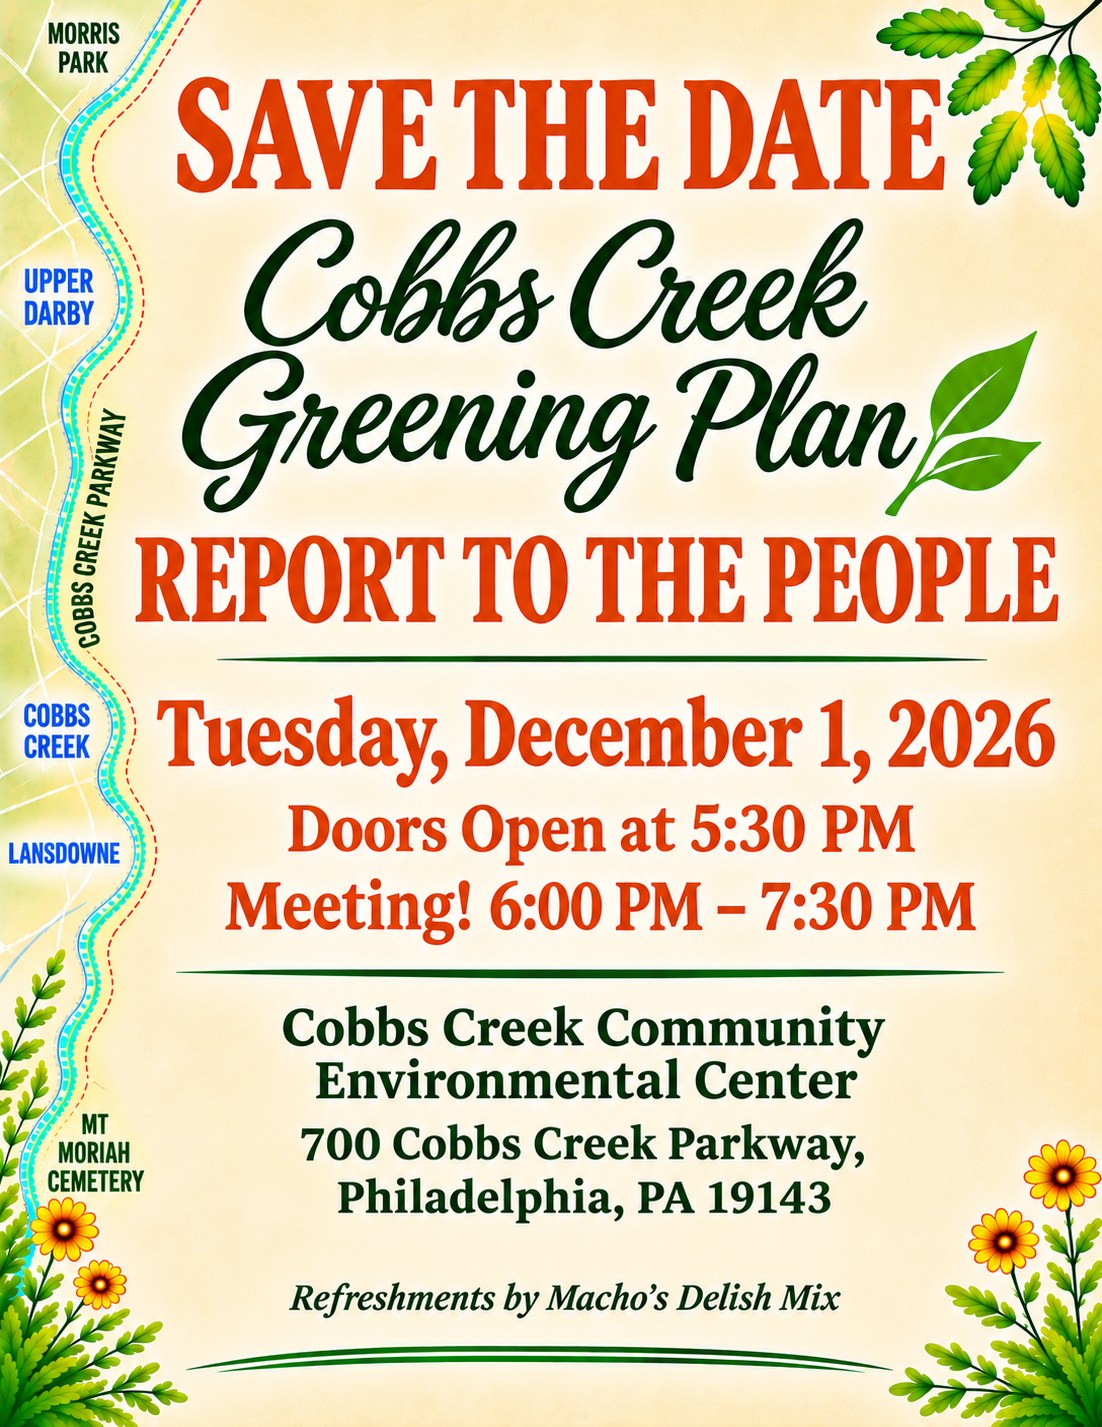 MORRIS
PARK
SAVE THE DATE
Cobbs Creek
Greening Plan
UPPER
DARBY
COBBS CREEK PARKWAY
REPORT TO THE PEOPLE
Tuesday, December 1, 2026
COBBS
CREEK
Doors Open at 5:30 PM
LANSDOWNE
Meeting! 6:00 PM – 7:30 PM
Cobbs Creek Community
Environmental Center
700 Cobbs Creek Parkway,
Philadelphia, PA 19143
MT
MORIAH
CEMETERY
Refreshments by Macho's Delish Mix